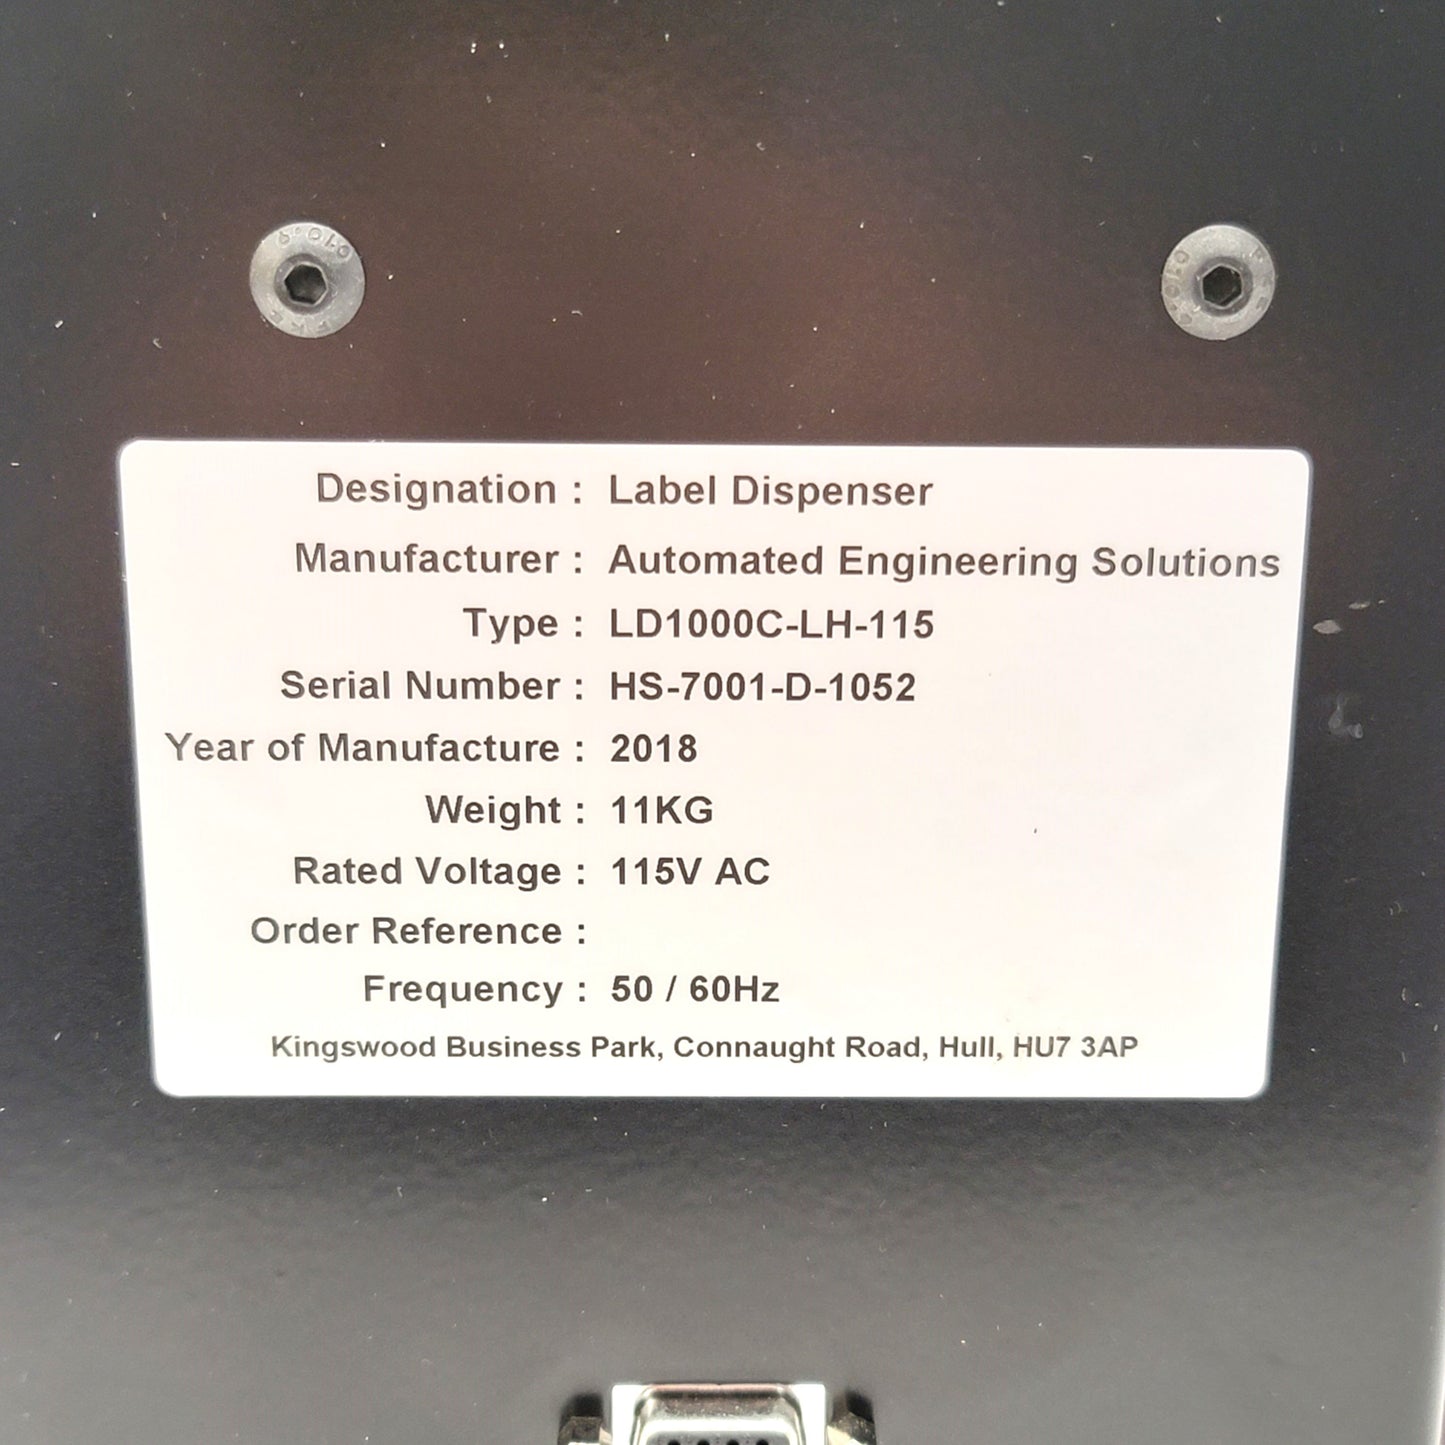 Designation : Label Dispenser
Manufacturer : Automated Engineering Solutions
Type : LD1000C-LH-115
Serial Number : HS-7001-D-1052
Year of Manufacture : 2018
Weight : 11KG
Rated Voltage : 115V AC
Order Reference :
Frequency : 50 / 60Hz
Kingswood Business Park, Connaught Road, Hull, HU7 3AP